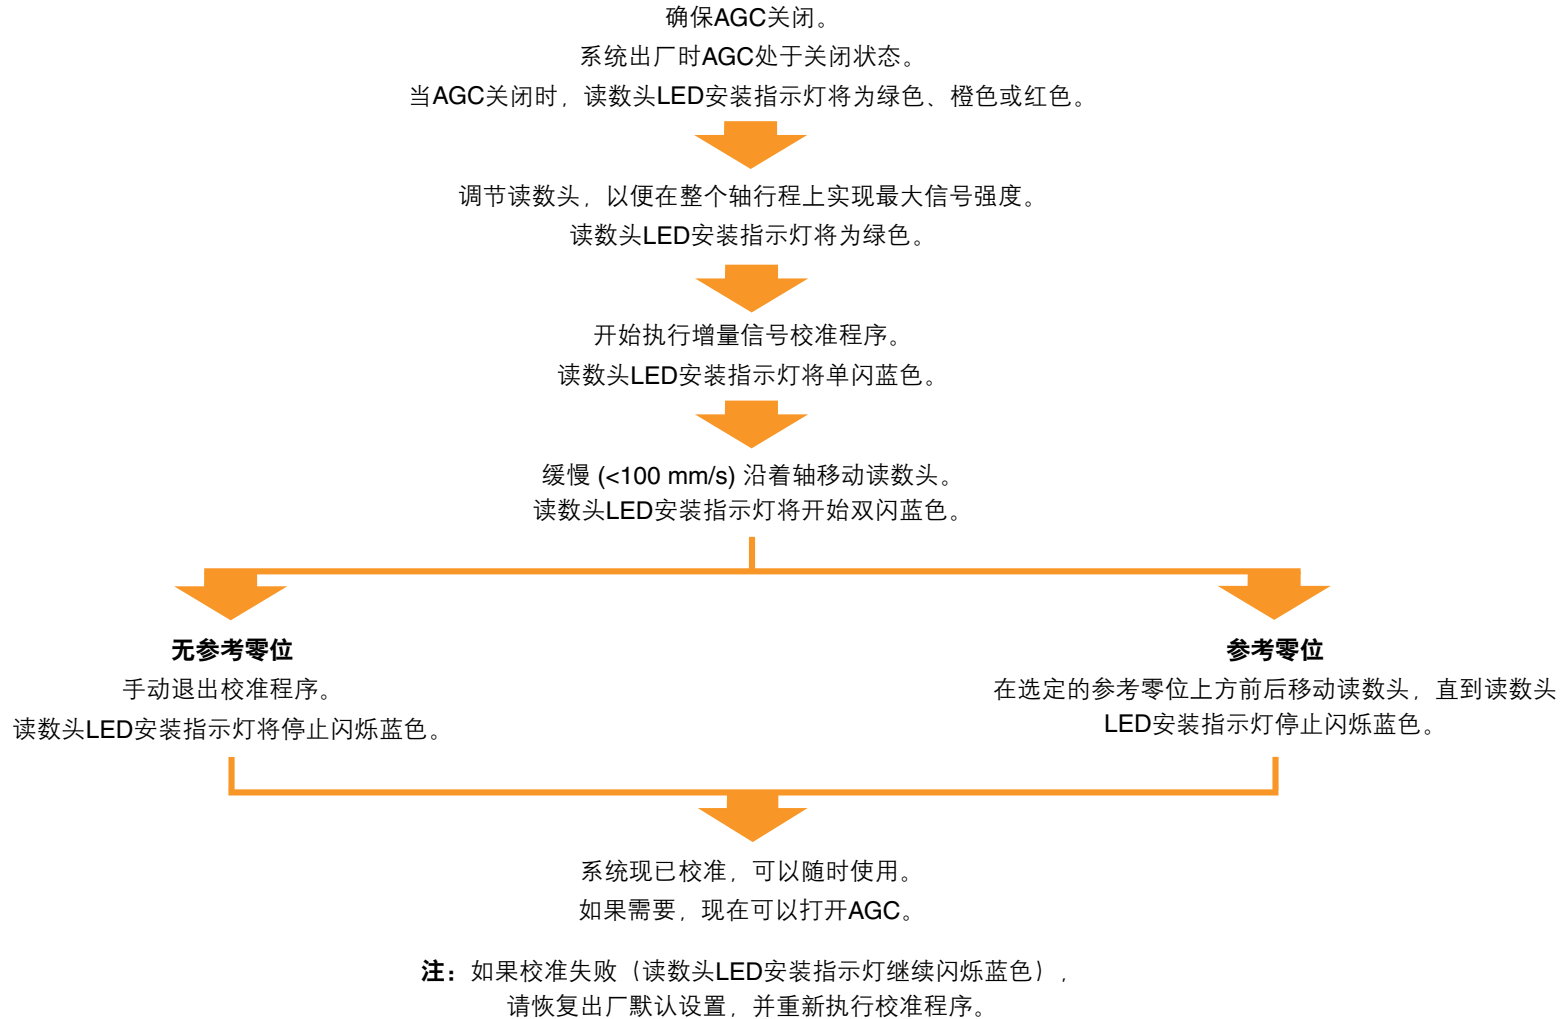 确保AGC关闭。
系统出厂时AGC处于关闭状态。
当AGC关闭时，读数头LED安装指示灯将为绿色、橙色或红色。
调节读数头，以便在整个轴行程上实现最大信号强度。
读数头LED安装指示灯将为绿色。
开始执行增量信号校准程序。
读数头LED安装指示灯将单闪蓝色。
缓慢 (<100 mm/s) 沿着轴移动读数头。
读数头LED安装指示灯将开始双闪蓝色。
无参考零位
手动退出校准程序。
读数头LED安装指示灯将停止闪烁蓝色。
参考零位
在选定的参考零位上方前后移动读数头，直到读数头
LED安装指示灯停止闪烁蓝色。
系统现已校准，可以随时使用。
如果需要，现在可以打开AGC。
注：如果校准失败（读数头LED安装指示灯继续闪烁蓝色），
请恢复出厂默认设置，并重新执行校准程序。